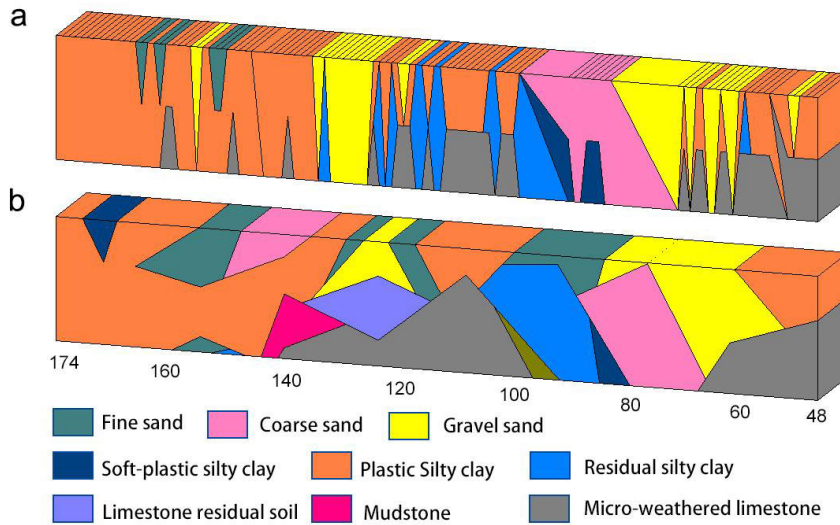 a
b
174 160 140 120 100 80 60 48
Fine sand Coarse sand Gravel sand
Soft-plastic silty clay Plastic Silty clay Residual silty clay
Limestone residual soil Mudstone Micro-weathered limestone